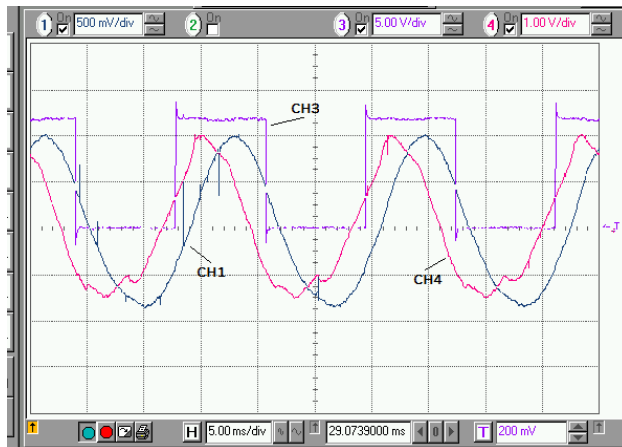 1 On 500 mV/div 2 On 3 On 5.00 V/div 4 On 1.00 V/div
CH3
T
CH1
CH4
H 5.00 ms/div 29.0739000 ms 0 T 200 mV